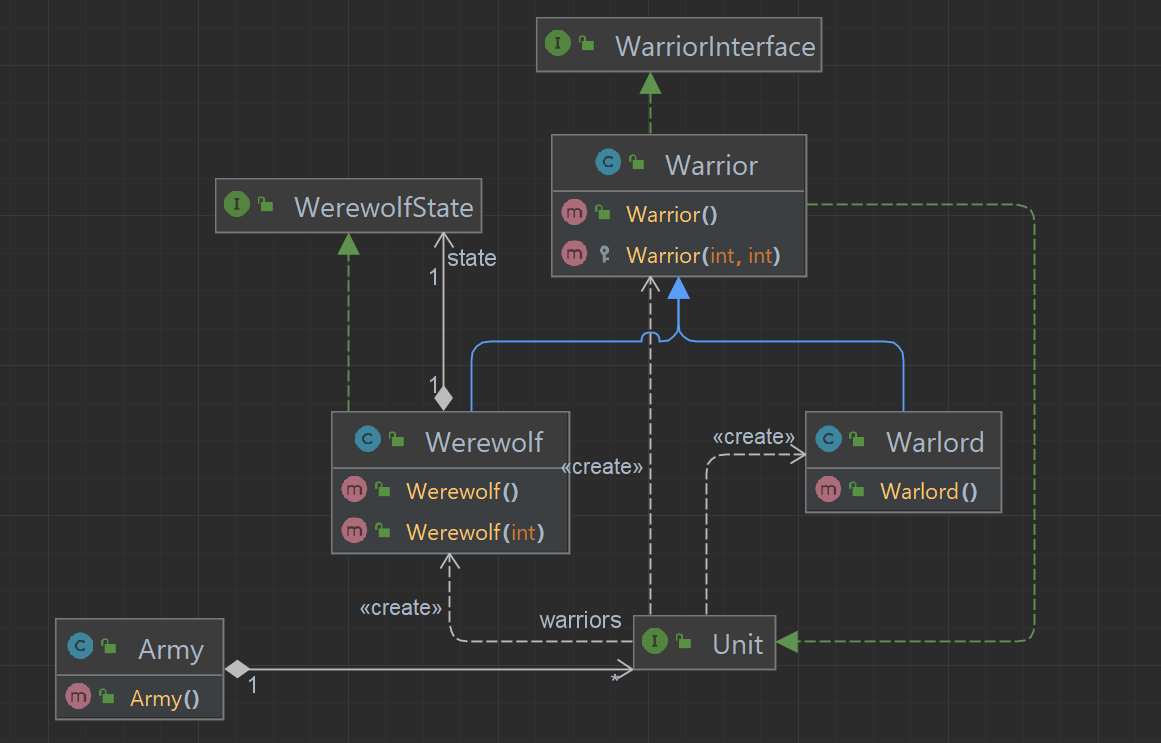 WarriorInterface
Warrior
Warrior()
Warrior(int, int)
WerewolfState
state
1
1
Werewolf
Werewolf()
Werewolf(int)
«create»
«create»
Warlord
Warlord()
«create»
warriors
Unit
Army
Army()
1
*